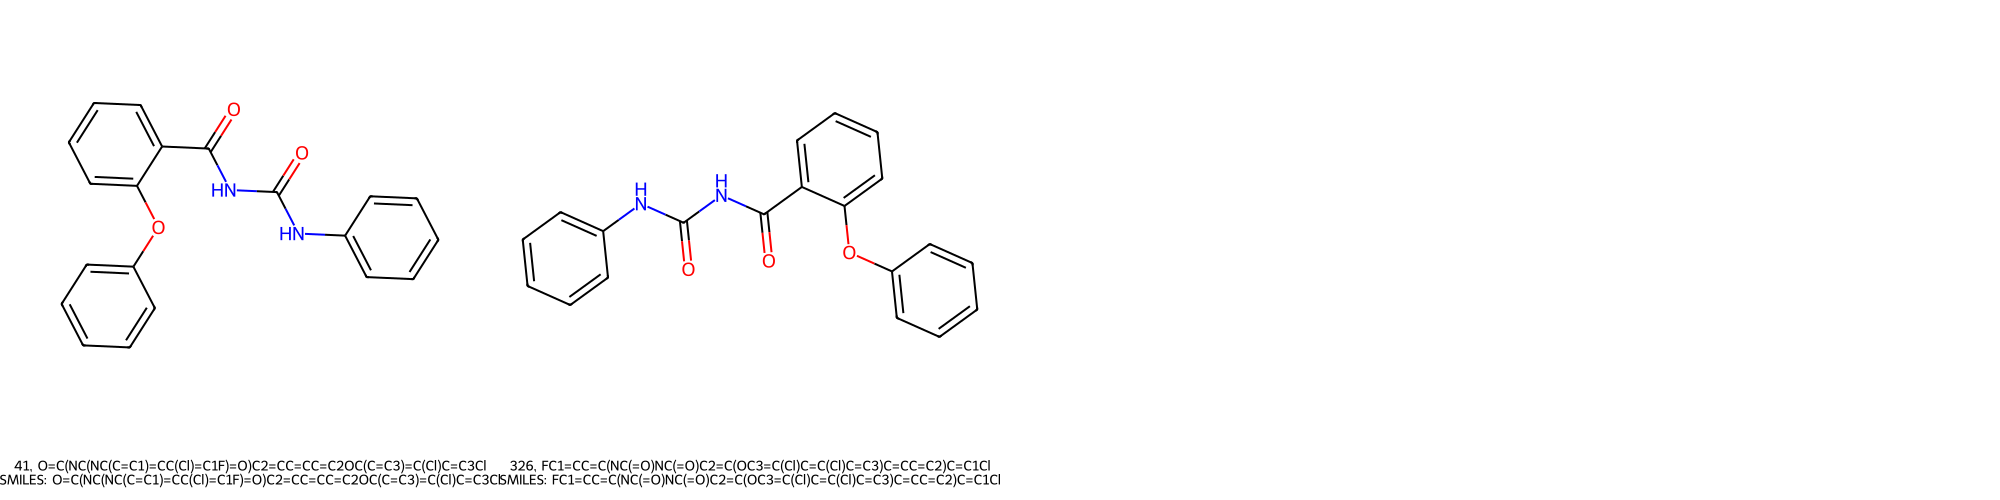 O
O
HN
HN
O
H
N
H
N
O
O
O
41, O=C(NC(NC(C=C1)=CC(Cl)=C1F)=O)C2=CC=CC=C2OC(C=C3)=C(Cl)C=C3Cl
326, FC1=CC=C(NC(=O)NC(=O)C2=C(OC3=C(Cl)C=C(Cl)C=C3)C=CC=C2)C=C1Cl
SMILES: O=C(NC(NC(C=C1)=CC(Cl)=C1F)=O)C2=CC=CC=C2OC(C=C3)=C(Cl)C=C3Cl
SMILES: FC1=CC=C(NC(=O)NC(=O)C2=C(OC3=C(Cl)C=C(Cl)C=C3)C=CC=C2)C=C1Cl